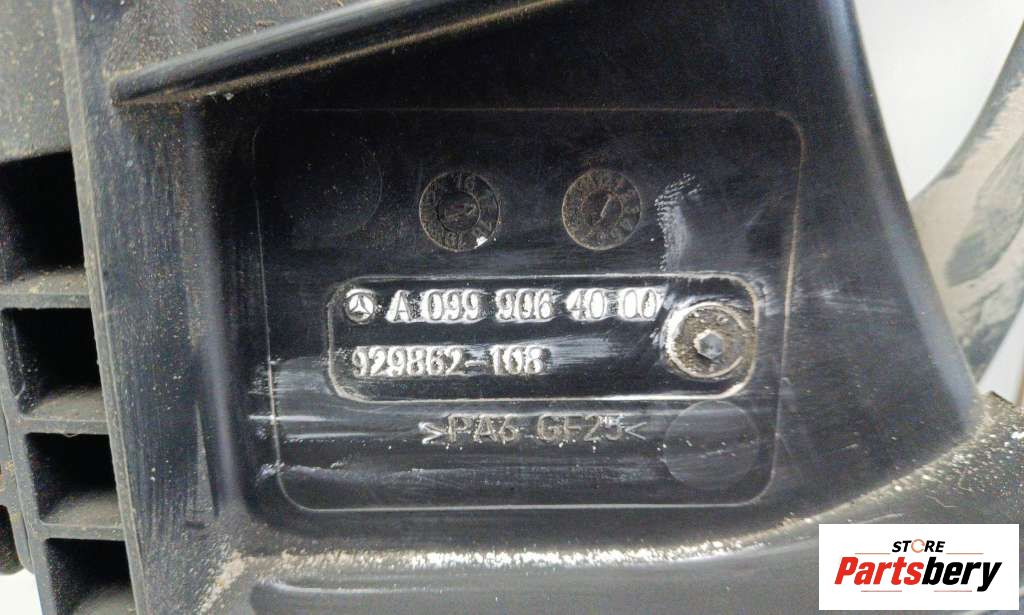 A 099 906 40 00
929862-108
>PA6 GF25<
STORE
Partsbery